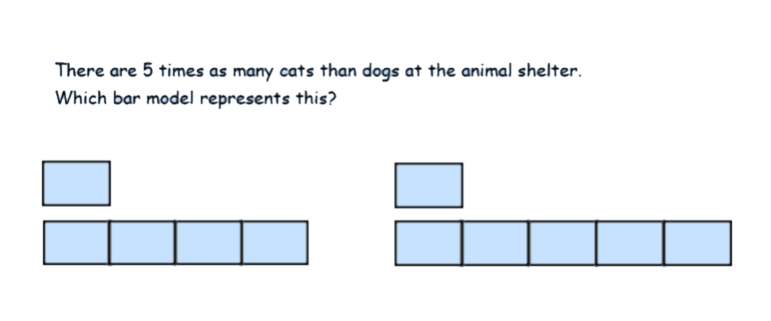 There are 5 times as many cats than dogs at the animal shelter.
Which bar model represents this?